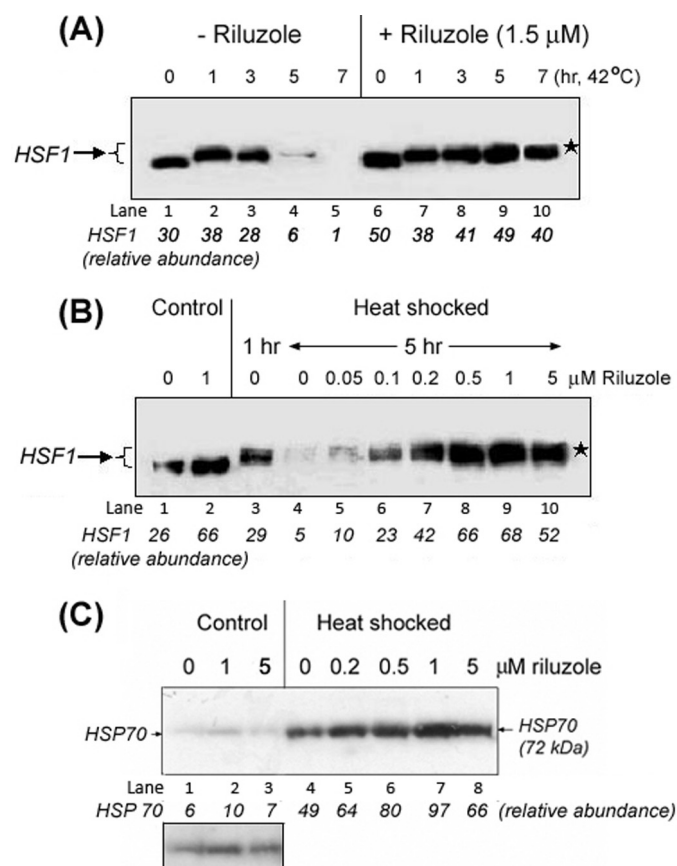 (A)
- Riluzole + Riluzole (1.5 μM)
0 1 3 5 7 0 1 3 5 7 (hr, 42°C)
HSF1
Lane 1 2 3 4 5 6 7 8 9 10
HSF1 30 38 28 6 1 50 38 41 49 40
(relative abundance)
(B)
Control Heat shocked
1 hr 5 hr
0 1 0 0 0.05 0.1 0.2 0.5 1 5 μM Riluzole
HSF1
Lane 1 2 3 4 5 6 7 8 9 10
HSF1 26 66 29 5 10 23 42 66 68 52
(relative abundance)
(C)
Control Heat shocked
0 1 5 0 0.2 0.5 1 5 μM riluzole
HSP70 HSP70
(72 kDa)
Lane 1 2 3 4 5 6 7 8
HSP 70 6 10 7 49 64 80 97 66 (relative abundance)